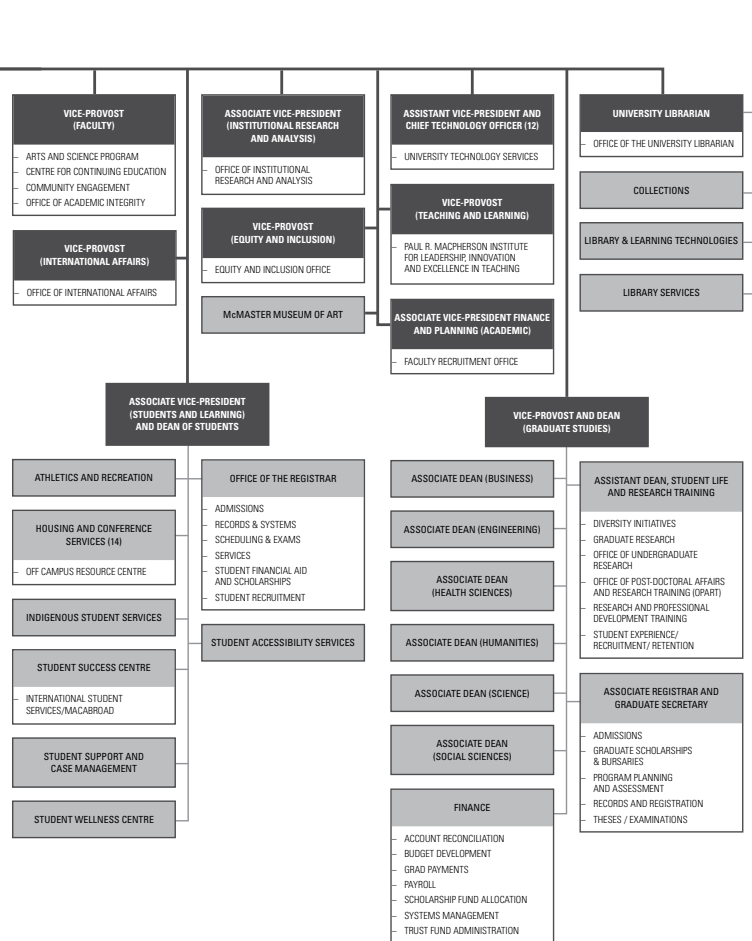 VICE-PROVOST
(FACULTY)
– ARTS AND SCIENCE PROGRAM
– CENTRE FOR CONTINUING EDUCATION
– COMMUNITY ENGAGEMENT
– OFFICE OF ACADEMIC INTEGRITY
VICE-PROVOST
(INTERNATIONAL AFFAIRS)
– OFFICE OF INTERNATIONAL AFFAIRS
ASSOCIATE VICE-PRESIDENT
(INSTITUTIONAL RESEARCH
AND ANALYSIS)
– OFFICE OF INSTITUTIONAL
RESEARCH AND ANALYSIS
VICE-PROVOST
(EQUITY AND INCLUSION)
– EQUITY AND INCLUSION OFFICE
McMASTER MUSEUM OF ART
ASSISTANT VICE-PRESIDENT AND
CHIEF TECHNOLOGY OFFICER (12)
– UNIVERSITY TECHNOLOGY SERVICES
VICE-PROVOST
(TEACHING AND LEARNING)
– PAUL R. MACPHERSON INSTITUTE
FOR LEADERSHIP, INNOVATION
AND EXCELLENCE IN TEACHING
ASSOCIATE VICE-PRESIDENT FINANCE
AND PLANNING (ACADEMIC)
– FACULTY RECRUITMENT OFFICE
UNIVERSITY LIBRARIAN
– OFFICE OF THE UNIVERSITY LIBRARIAN
COLLECTIONS
LIBRARY & LEARNING TECHNOLOGIES
LIBRARY SERVICES
ASSOCIATE VICE-PRESIDENT
(STUDENTS AND LEARNING)
AND DEAN OF STUDENTS
ATHLETICS AND RECREATION
HOUSING AND CONFERENCE
SERVICES (14)
– OFF CAMPUS RESOURCE CENTRE
INDIGENOUS STUDENT SERVICES
STUDENT SUCCESS CENTRE
– INTERNATIONAL STUDENT
SERVICES/MACABROAD
STUDENT SUPPORT AND
CASE MANAGEMENT
STUDENT WELLNESS CENTRE
OFFICE OF THE REGISTRAR
– ADMISSIONS
– RECORDS & SYSTEMS
– SCHEDULING & EXAMS
– SERVICES
– STUDENT FINANCIAL AID
AND SCHOLARSHIPS
– STUDENT RECRUITMENT
STUDENT ACCESSIBILITY SERVICES
VICE-PROVOST AND DEAN
(GRADUATE STUDIES)
ASSOCIATE DEAN (BUSINESS)
ASSOCIATE DEAN (ENGINEERING)
ASSOCIATE DEAN
(HEALTH SCIENCES)
ASSOCIATE DEAN (HUMANITIES)
ASSOCIATE DEAN (SCIENCE)
ASSOCIATE DEAN
(SOCIAL SCIENCES)
FINANCE
– ACCOUNT RECONCILIATION
– BUDGET DEVELOPMENT
– GRAD PAYMENTS
– PAYROLL
– SCHOLARSHIP FUND ALLOCATION
– SYSTEMS MANAGEMENT
– TRUST FUND ADMINISTRATION
ASSISTANT DEAN, STUDENT LIFE
AND RESEARCH TRAINING
– DIVERSITY INITIATIVES
– GRADUATE RESEARCH
– OFFICE OF UNDERGRADUATE
RESEARCH
– OFFICE OF POST-DOCTORAL AFFAIRS
AND RESEARCH TRAINING (OPART)
– RESEARCH AND PROFESSIONAL
DEVELOPMENT TRAINING
– STUDENT EXPERIENCE/
RECRUITMENT/ RETENTION
ASSOCIATE REGISTRAR AND
GRADUATE SECRETARY
– ADMISSIONS
– GRADUATE SCHOLARSHIPS
& BURSARIES
– PROGRAM PLANNING
AND ASSESSMENT
– RECORDS AND REGISTRATION
– THESES / EXAMINATIONS